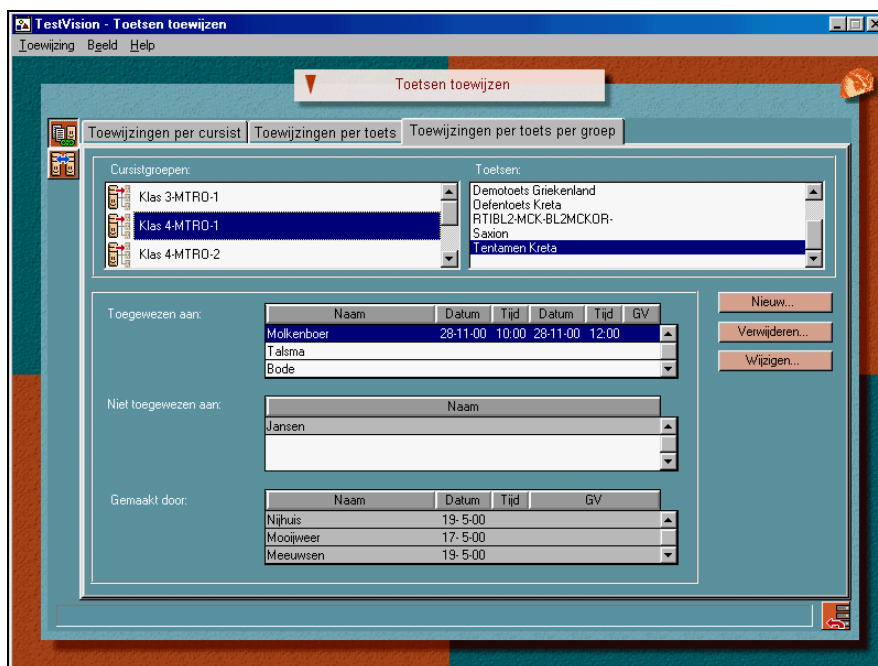 TestVision - Toetsen toewijzen
Toewijzing Beeld Help
Toetsen toewijzen
Toewijzingen per cursist Toewijzingen per toets Toewijzingen per toets per groep
Cursistgroepen:
Klas 3-MTRO-1
Klas 4-MTRO-1
Klas 4-MTRO-2
Toetsen:
Demotoets Griekenland
Oefentoets Kreta
RTIBL2-MCK-BL2MCKOR-
Saxion
Tentamen Kreta
Toegewezen aan:
Naam Datum Tijd Datum Tijd GV
Molkenboer 28-11-00 10:00 28-11-00 12:00
Talsma
Bode
Nieuw...
Verwijderen...
Wijzigen...
Niet toegewezen aan:
Naam
Jansen
Gemaakt door:
Naam Datum Tijd GV
Nijhuis 19- 5-00
Mooijweer 17- 5-00
Meeuwsen 19- 5-00